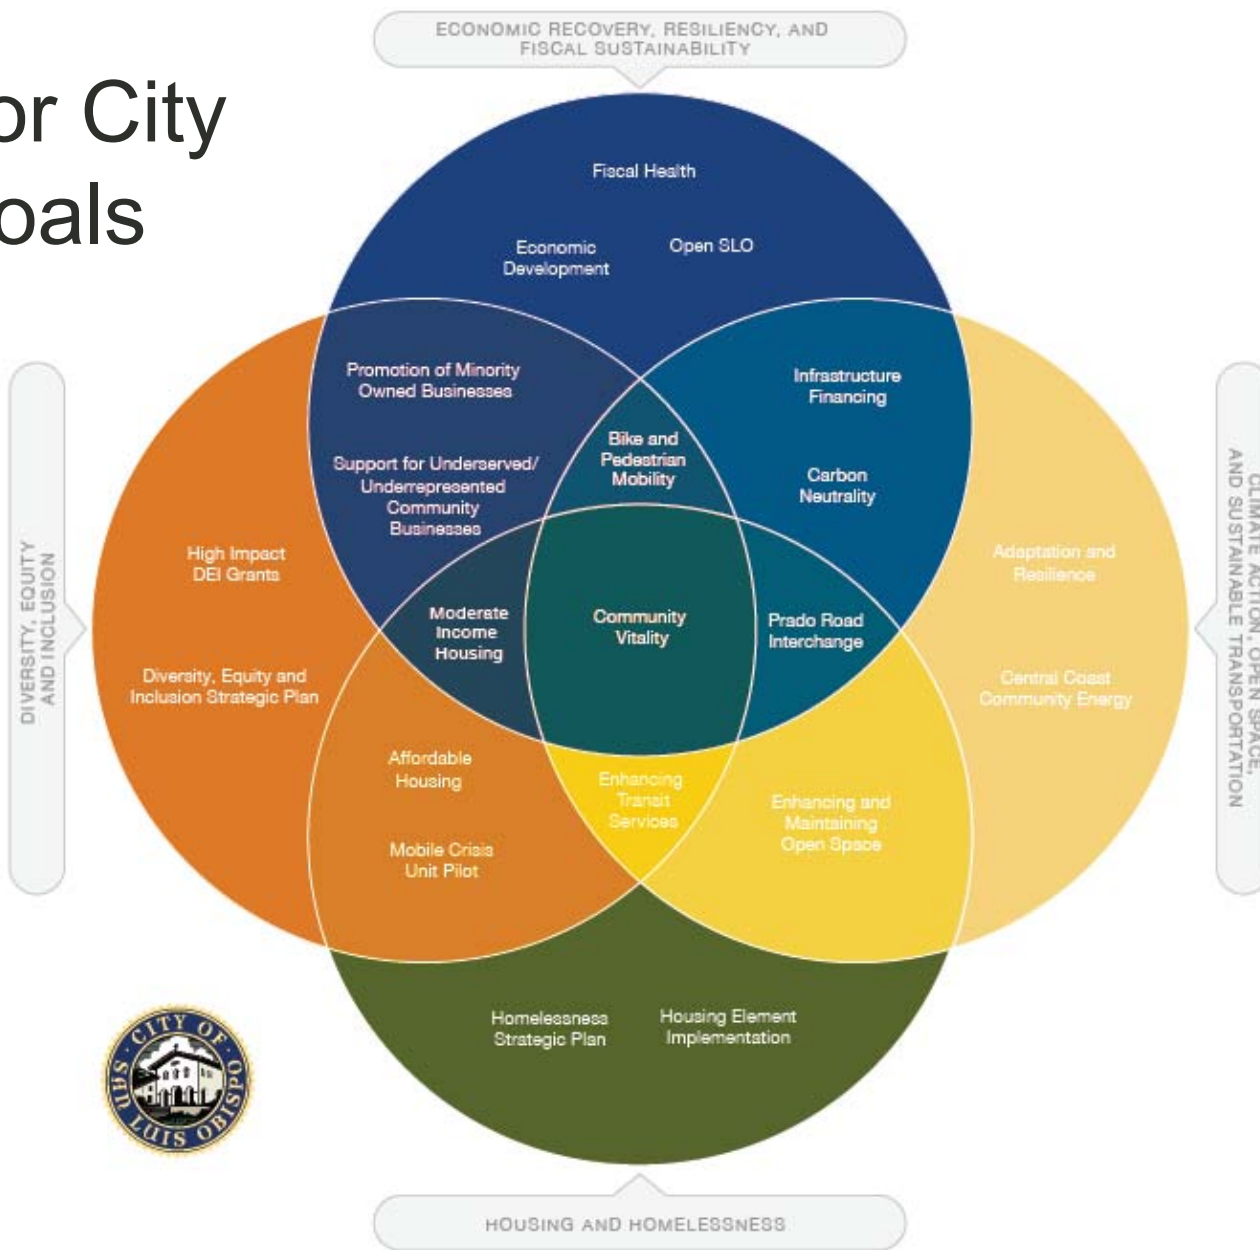 ECONOMIC RECOVERY, RESILIENCY, AND
FISCAL SUSTAINABILITY
or City
oals
Fiscal Health
Economic
Development
Open SLO
Promotion of Minority
Owned Businesses
Infrastructure
Financing
Bike and
Pedestrian
Mobility
Support for Underserved/
Underrepresented
Community
Businesses
Carbon
Neutrality
DIVERSITY, EQUITY
AND INCLUSION
High Impact
DEI Grants
Adaptation and
Resilience
CLIMATE ACTION, OPEN SPACE,
AND SUSTAINABLE TRANSPORTATION
Moderate
Income
Housing
Community
Vitality
Prado Road
Interchange
Diversity, Equity and
Inclusion Strategic Plan
Central Coast
Community Energy
Affordable
Housing
Enhancing
Transit
Services
Enhancing and
Maintaining
Open Space
Mobile Crisis
Unit Pilot
Homelessness
Strategic Plan
Housing Element
Implementation
CITY OF
SAN LUIS OBISPO
HOUSING AND HOMELESSNESS